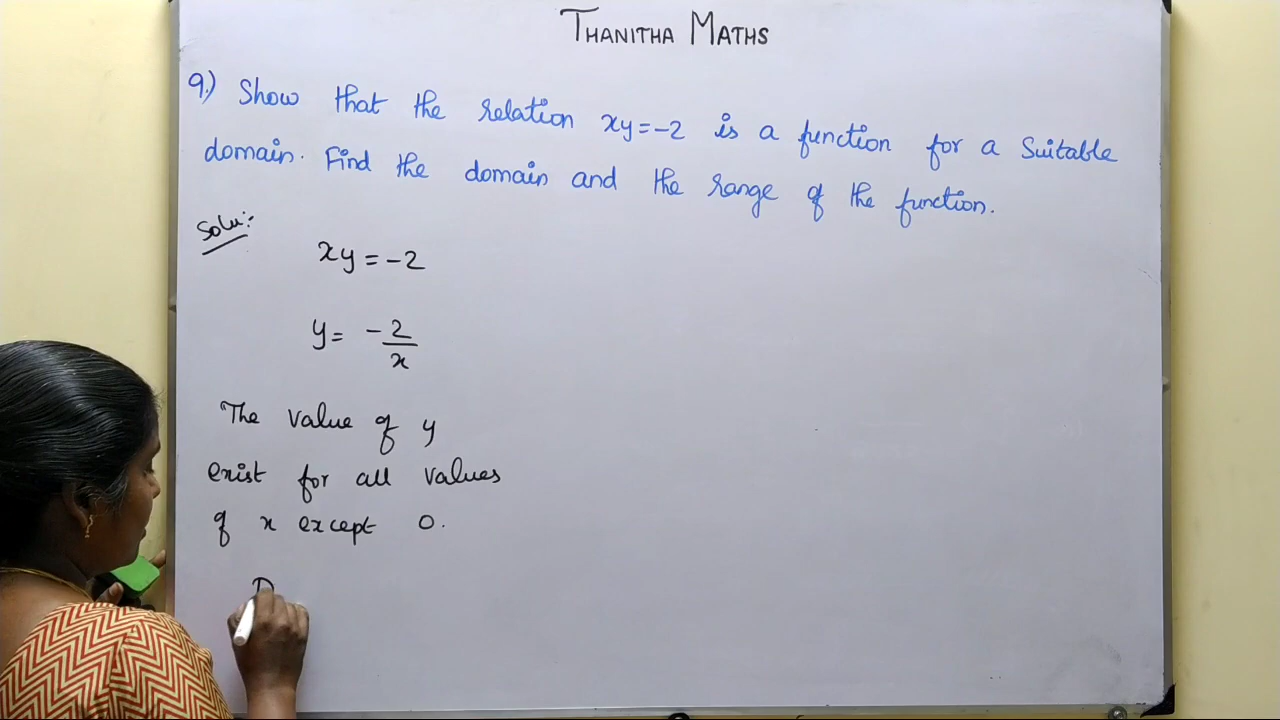 THANITHA MATHS
9.) Show that the relation xy = -2 is a function for a Suitable
domain. Find the domain and the range of the function.
Solu:-
xy = -2
y = -2/x
The value of y
exist for all values
of x except 0.
D